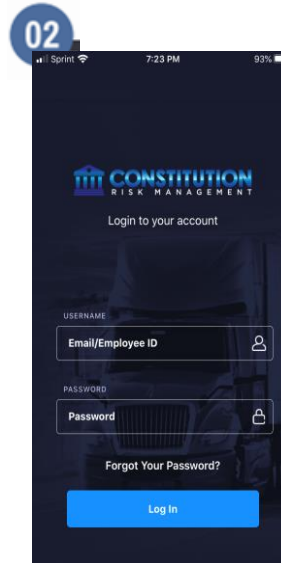 02
Sprint 7:23 PM 93%
CONSTITUTION
RISK MANAGEMENT
Login to your account
USERNAME
Email/Employee ID
PASSWORD
Password
Forgot Your Password?
Log In